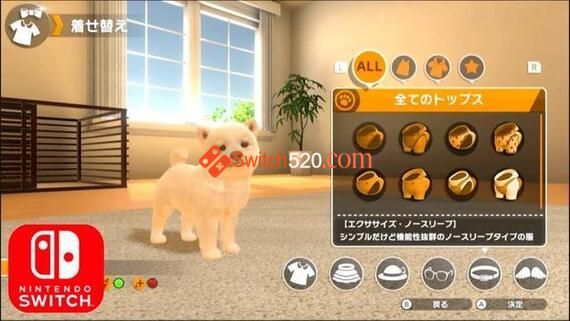 着せ替え
L
ALL
R
全てのトップス
switch520.com
【エクササイズ・ノースリーブ】
シンプルだけど機能性抜群のノースリーブタイプの服
NINTENDO
SWITCH
B 戻る A 決定